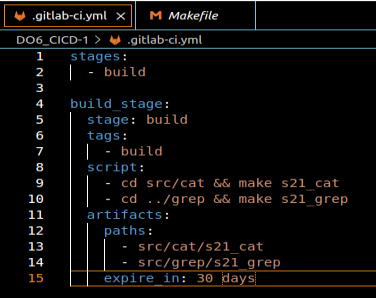 .gitlab-ci.yml × Makefile
DO6_CICD-1 > .gitlab-ci.yml
1 stages:
2 - build
3
4 build_stage:
5 stage: build
6 tags:
7 - build
8 script:
9 - cd src/cat && make s21_cat
10 - cd ../grep && make s21_grep
11 artifacts:
12 paths:
13 - src/cat/s21_cat
14 - src/grep/s21_grep
15 expire_in: 30 days